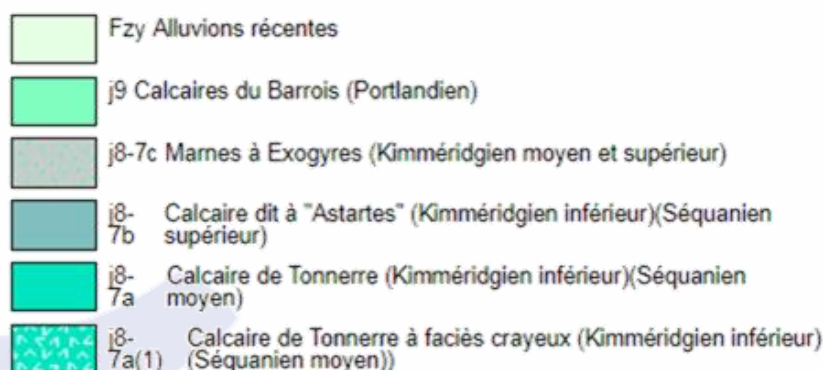 Fzy Alluvions récentes
j9 Calcaires du Barrois (Portlandien)
j8-7c Marnes à Exogyres (Kimméridgien moyen et supérieur)
j8- Calcaire dit à "Astartes" (Kimméridgien inférieur)(Séquanien
7b supérieur)
j8- Calcaire de Tonnerre (Kimméridgien inférieur)(Séquanien
7a moyen)
j8- Calcaire de Tonnerre à faciès crayeux (Kimméridgien inférieur)
7a(1) (Séquanien moyen))